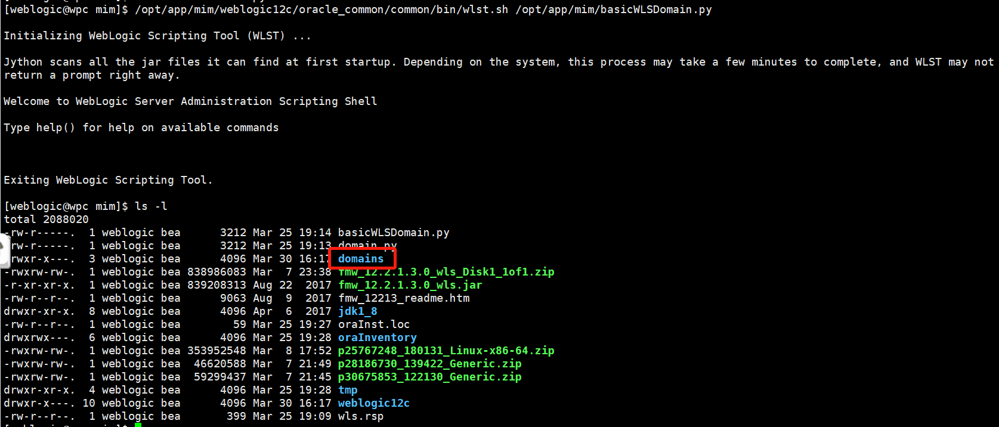 [weblogic@wpc mim]$ /opt/app/mim/weblogic12c/oracle_common/common/bin/wlst.sh /opt/app/mim/basicWLSDomain.py
Initializing WebLogic Scripting Tool (WLST) ...
Jython scans all the jar files it can find at first startup. Depending on the system, this process may take a few minutes to complete, and WLST may not
return a prompt right away.
Welcome to WebLogic Server Administration Scripting Shell
Type help() for help on available commands
Exiting WebLogic Scripting Tool.
[weblogic@wpc mim]$ ls -l
total 2088020
-rw-r-----. 1 weblogic bea 3212 Mar 25 19:14 basicWLSDomain.py
rw-r-----. 1 weblogic bea 3212 Mar 25 19:13 domain.py
rwxr-x---. 3 weblogic bea 4096 Mar 30 16:17 domains
-rwxrw-rw-. 1 weblogic bea 838986083 Mar 7 23:38 fmw_12.2.1.3.0_wls_Disk1_1of1.zip
-r-xr-xr-x. 1 weblogic bea 839208313 Aug 22 2017 fmw_12.2.1.3.0_wls.jar
-rw-r--r--. 1 weblogic bea 9063 Aug 9 2017 fmw_12213_readme.htm
drwxr-xr-x. 8 weblogic bea 4096 Apr 6 2017 jdk1_8
-rw-r--r--. 1 weblogic bea 59 Mar 25 19:27 oraInst.loc
drwxrwx---. 6 weblogic bea 4096 Mar 25 19:28 oraInventory
-rwxrw-rw-. 1 weblogic bea 353952548 Mar 8 17:52 p25767248_180131_Linux-x86-64.zip
-rwxrw-rw-. 1 weblogic bea 46620588 Mar 7 21:49 p28186730_139422_Generic.zip
-rwxrw-rw-. 1 weblogic bea 59299437 Mar 7 21:45 p30675853_122130_Generic.zip
drwxr-xr-x. 4 weblogic bea 4096 Mar 25 19:28 tmp
drwxr-x---. 10 weblogic bea 4096 Mar 30 16:17 weblogic12c
-rw-r--r--. 1 weblogic bea 399 Mar 25 19:09 wls.rsp